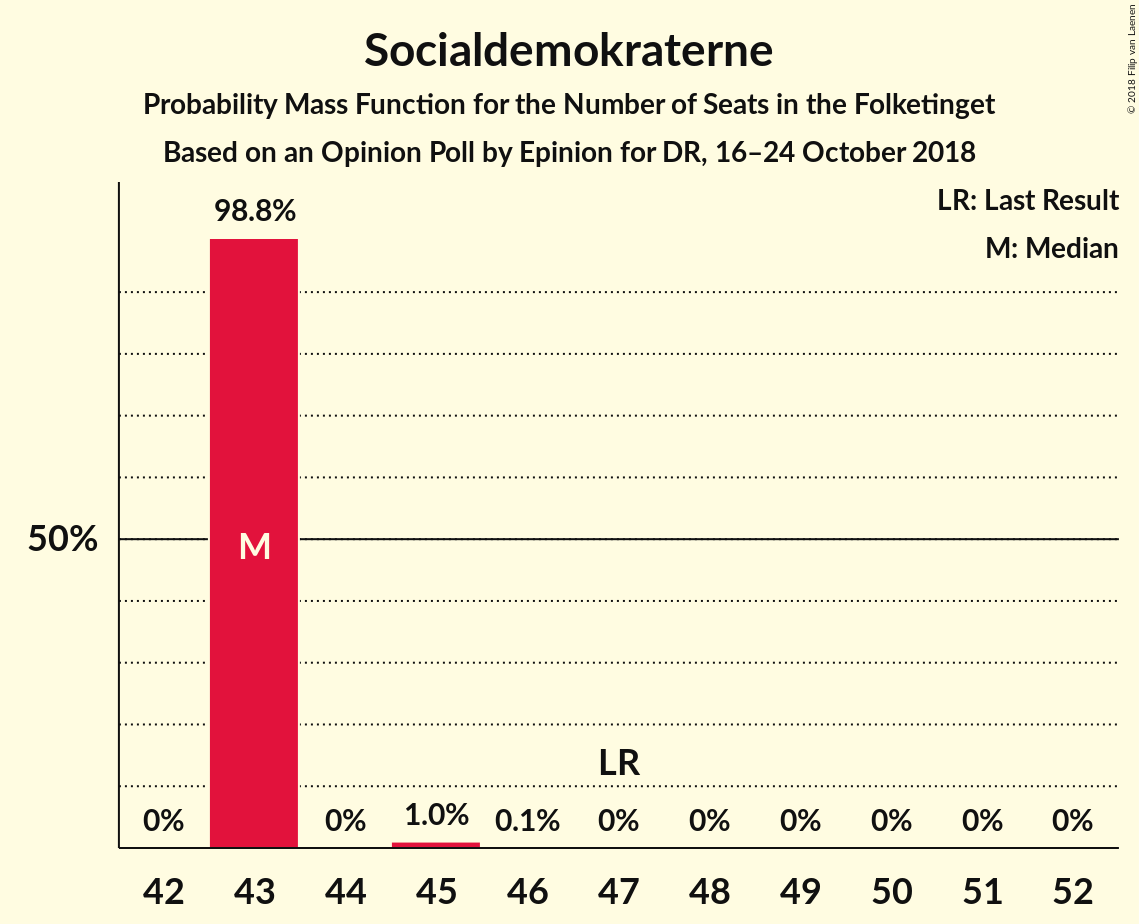 Socialdemokraterne
Probability Mass Function for the Number of Seats in the Folketinget
Based on an Opinion Poll by Epinion for DR, 16–24 October 2018
© 2018 Filip van Laenen
LR: Last Result
M: Median
98.8%
50%
M
LR
0%
0%
1.0%
0.1%
0%
0%
0%
0%
0%
0%
42 43 44 45 46 47 48 49 50 51 52